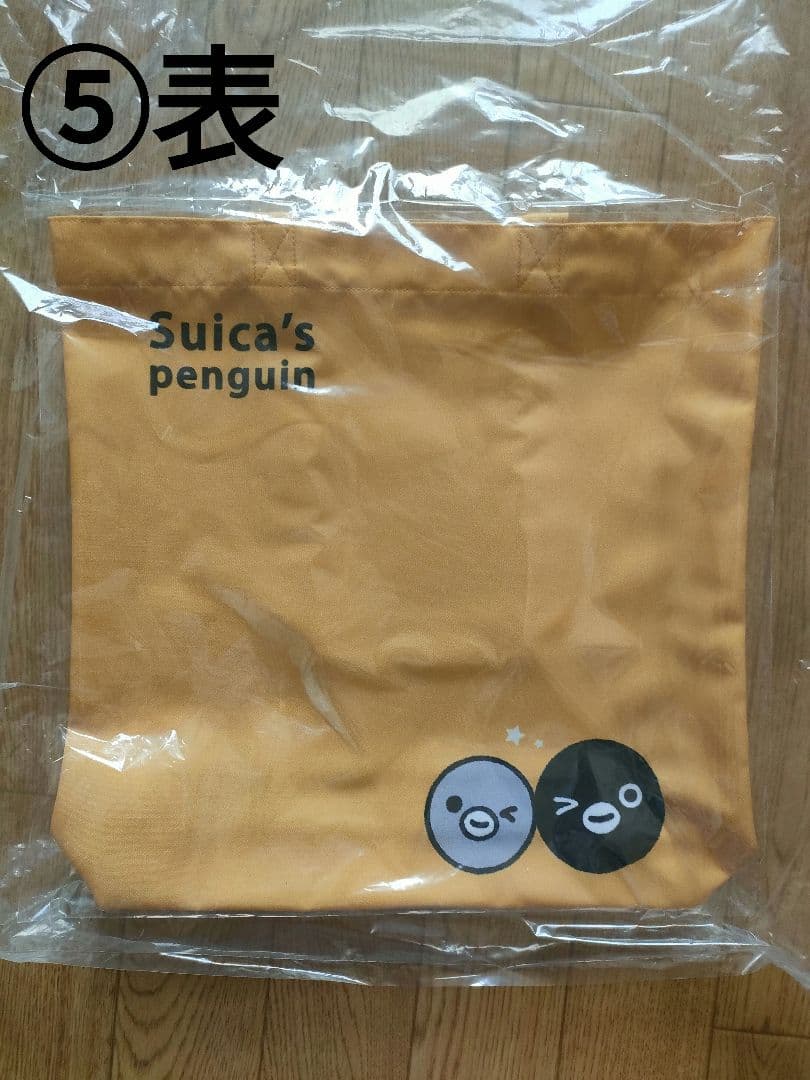 ⑤表
Suica's
penguin